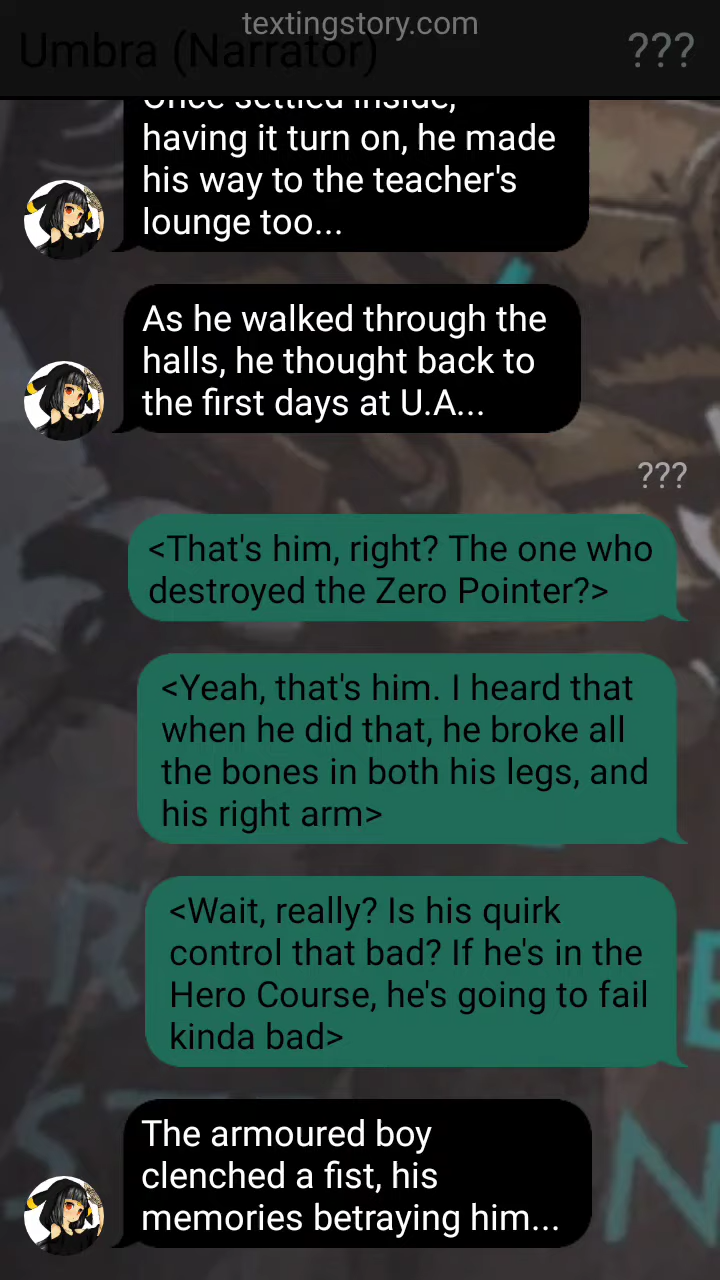 textingstory.com
Umbra (Narrator)
???
Once settled inside,
having it turn on, he made
his way to the teacher's
lounge too...
As he walked through the
halls, he thought back to
the first days at U.A...
???
<That's him, right? The one who
destroyed the Zero Pointer?>
<Yeah, that's him. I heard that
when he did that, he broke all
the bones in both his legs, and
his right arm>
<Wait, really? Is his quirk
control that bad? If he's in the
Hero Course, he's going to fail
kinda bad>
The armoured boy
clenched a fist, his
memories betraying him...